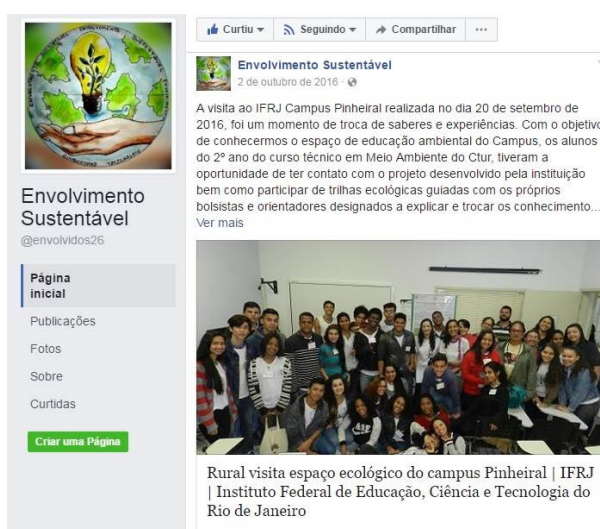 Curtiu Seguindo Compartilhar ...
Envolvimento Sustentável
2 de outubro de 2016 ·
A visita ao IFRJ Campus Pinheiral realizada no dia 20 de setembro de
2016, foi um momento de troca de saberes e experiências. Com o objetivo
de conhecermos o espaço de educação ambiental do Campus, os alunos
do 2º ano do curso técnico em Meio Ambiente do Ctur, tiveram a
oportunidade de ter contato com o projeto desenvolvido pela instituição
bem como participar de trilhas ecológicas guiadas com os próprios
bolsistas e orientadores designados a explicar e trocar os conhecimento...
Ver mais
Envolvimento
Sustentável
@envolvidos26
Página
inicial
Publicações
Fotos
Sobre
Curtidas
Criar uma Página
Rural visita espaço ecológico do campus Pinheiral | IFRJ
| Instituto Federal de Educação, Ciência e Tecnologia do
Rio de Janeiro